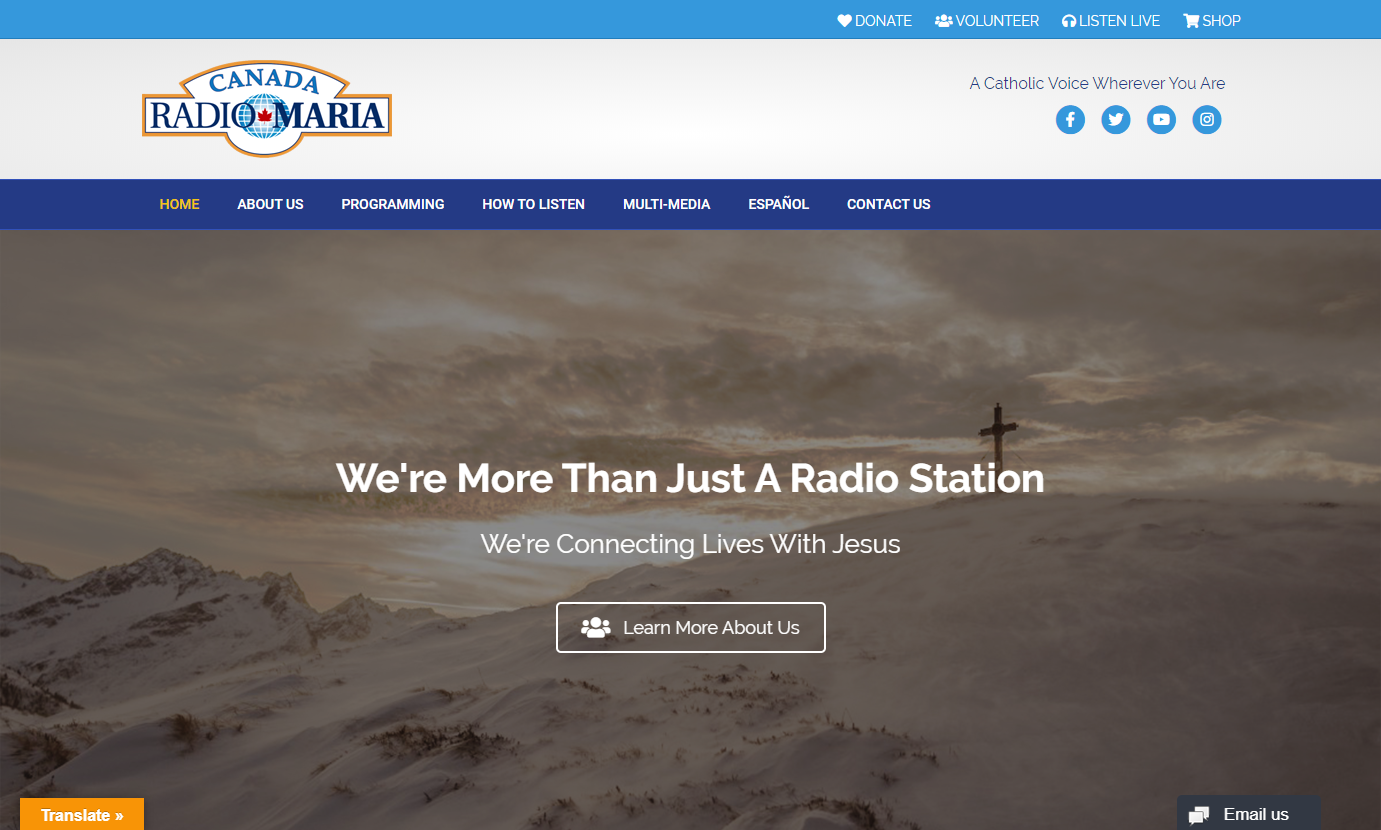 DONATE VOLUNTEER LISTEN LIVE SHOP
CANADA
RADIO MARIA
A Catholic Voice Wherever You Are
HOME ABOUT US PROGRAMMING HOW TO LISTEN MULTI-MEDIA ESPAÑOL CONTACT US
We're More Than Just A Radio Station
We're Connecting Lives With Jesus
Learn More About Us
Translate »
Email us